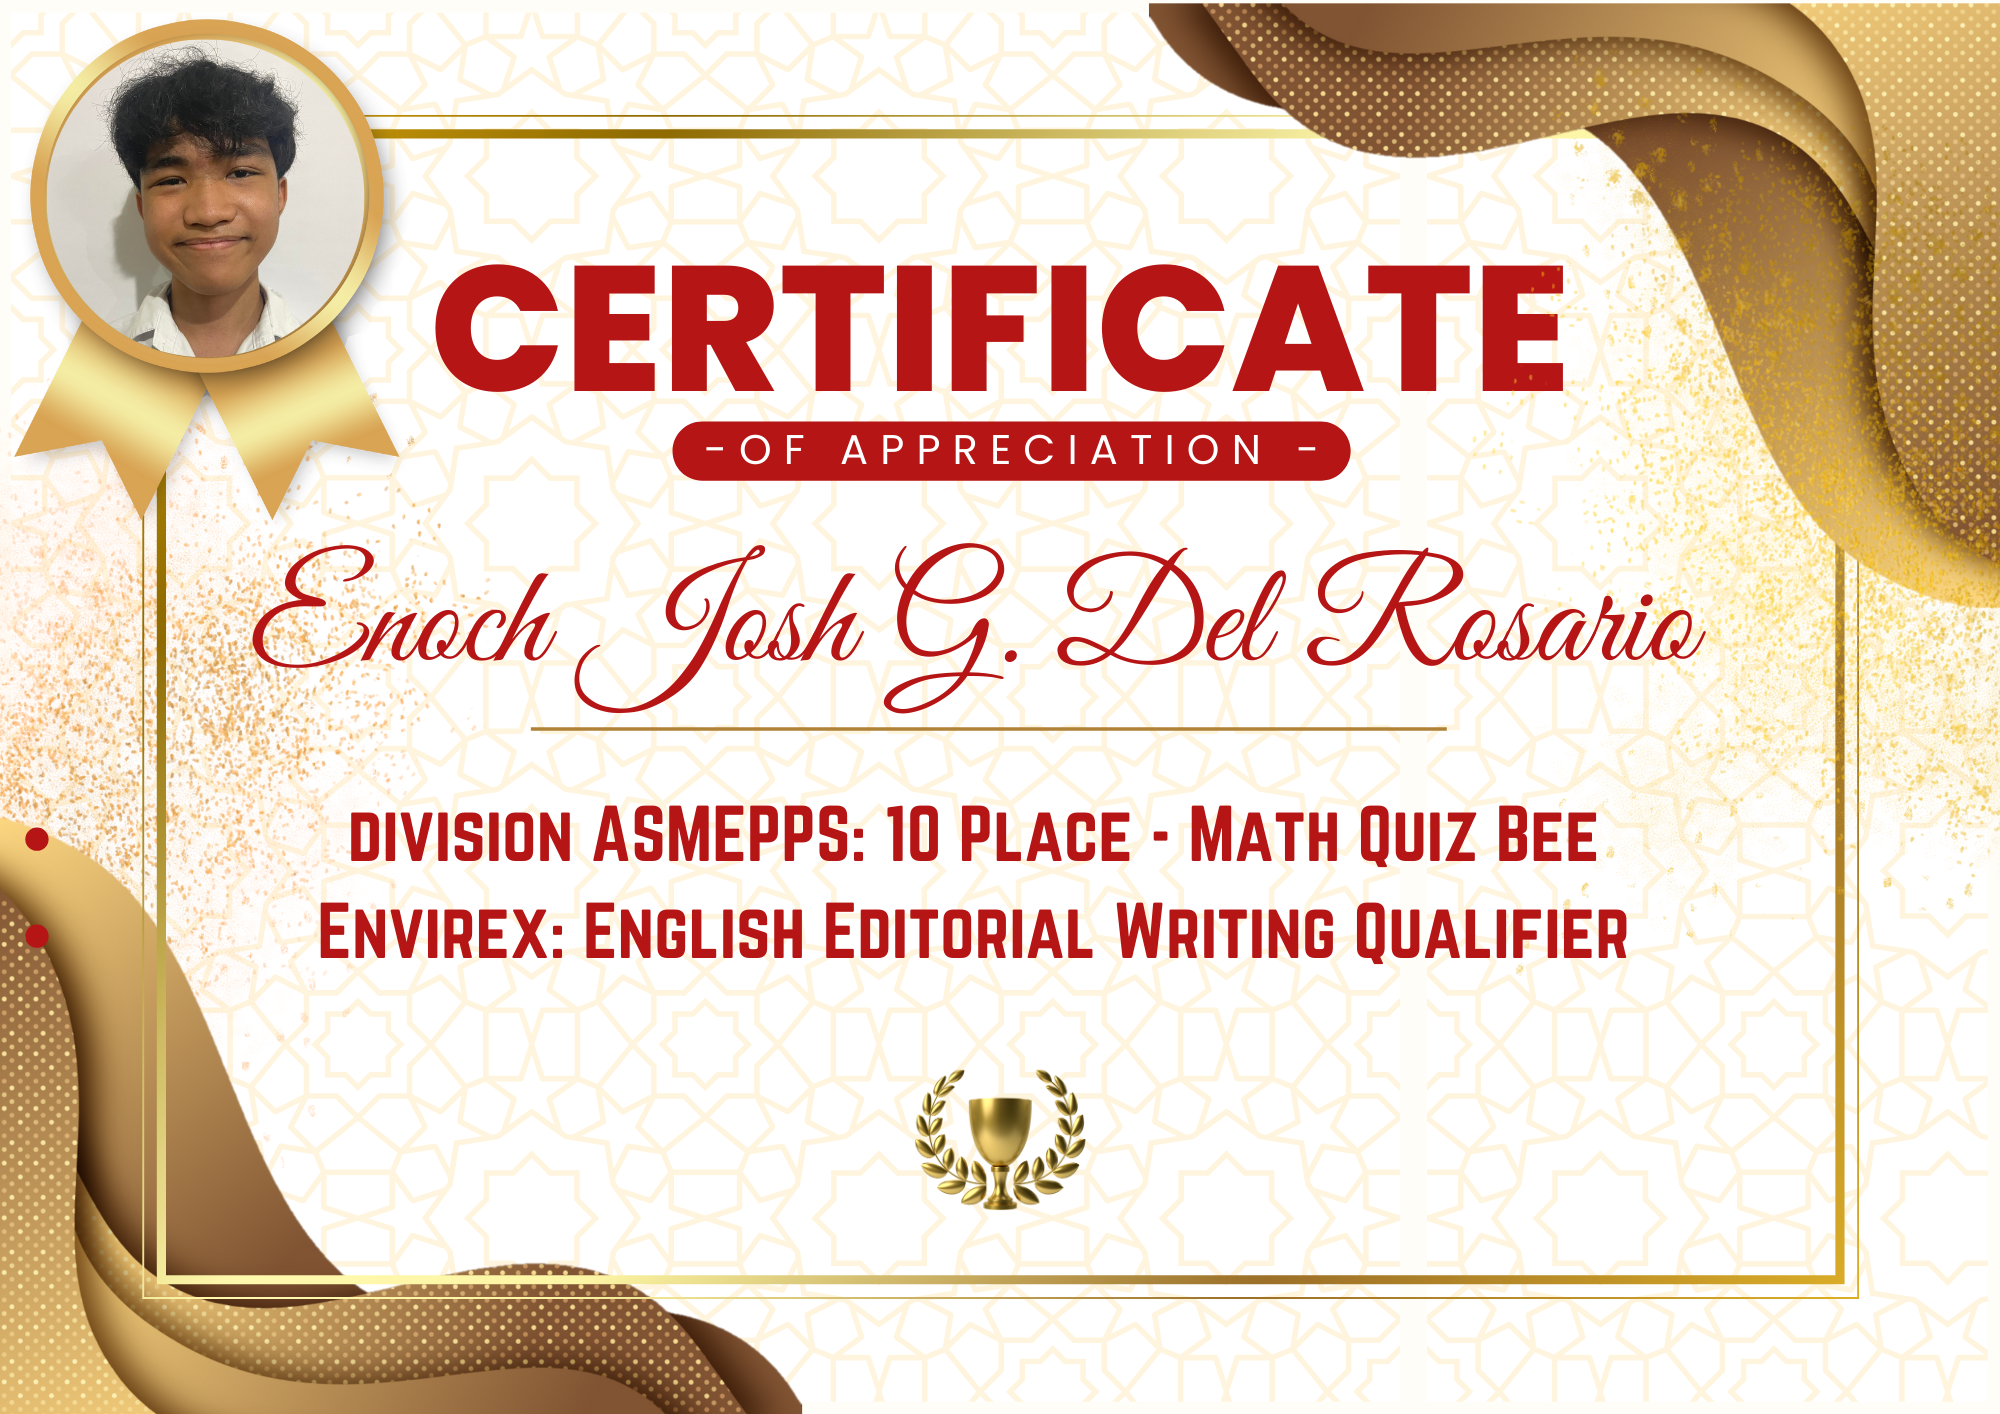 CERTIFICATE
-OF APPRECIATION -
Enoch Josh G. Del Rosario
DIVISION ASMEPPS: 10 PLACE - MATH QUIZ BEE
ENVIREX: ENGLISH EDITORIAL WRITING QUALIFIER